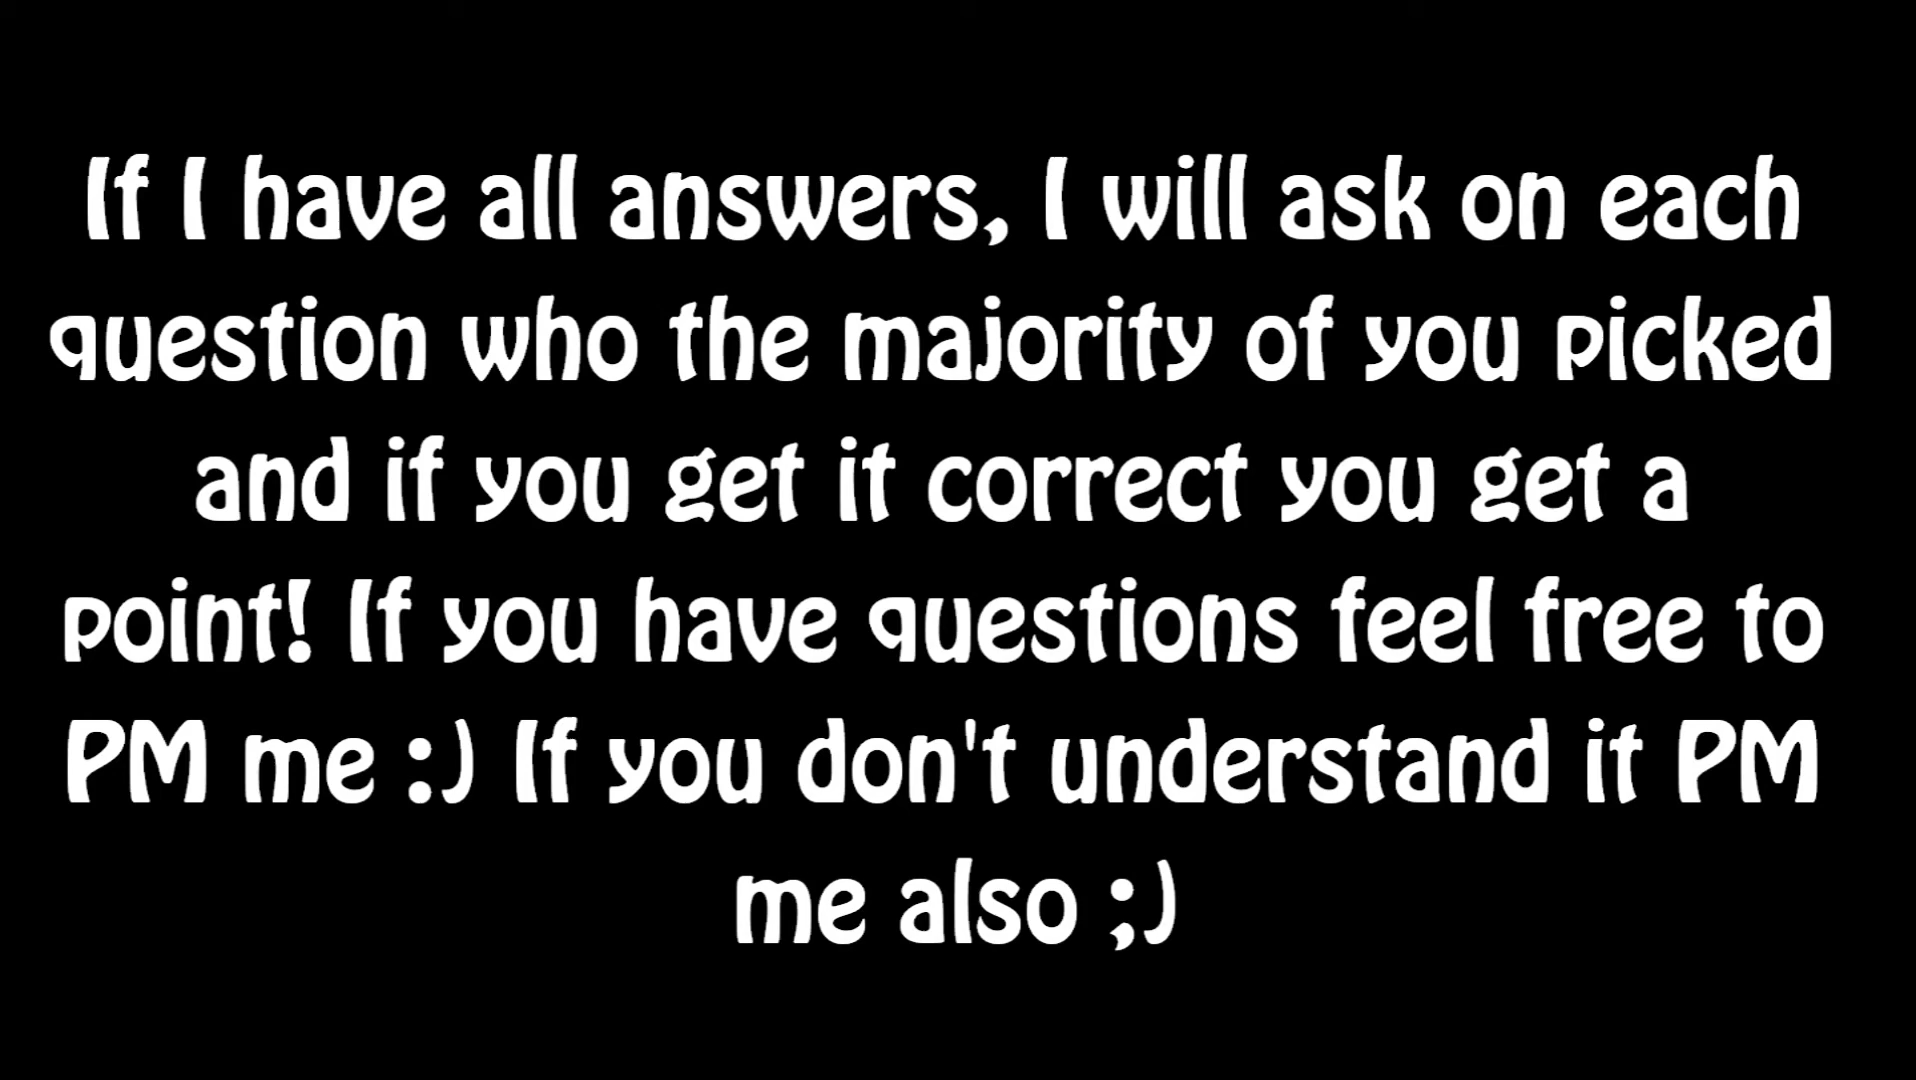 If I have all answers, I will ask on each
question who the majority of you picked
and if you get it correct you get a
point! If you have questions feel free to
PM me :) If you don't understand it PM
me also ;)